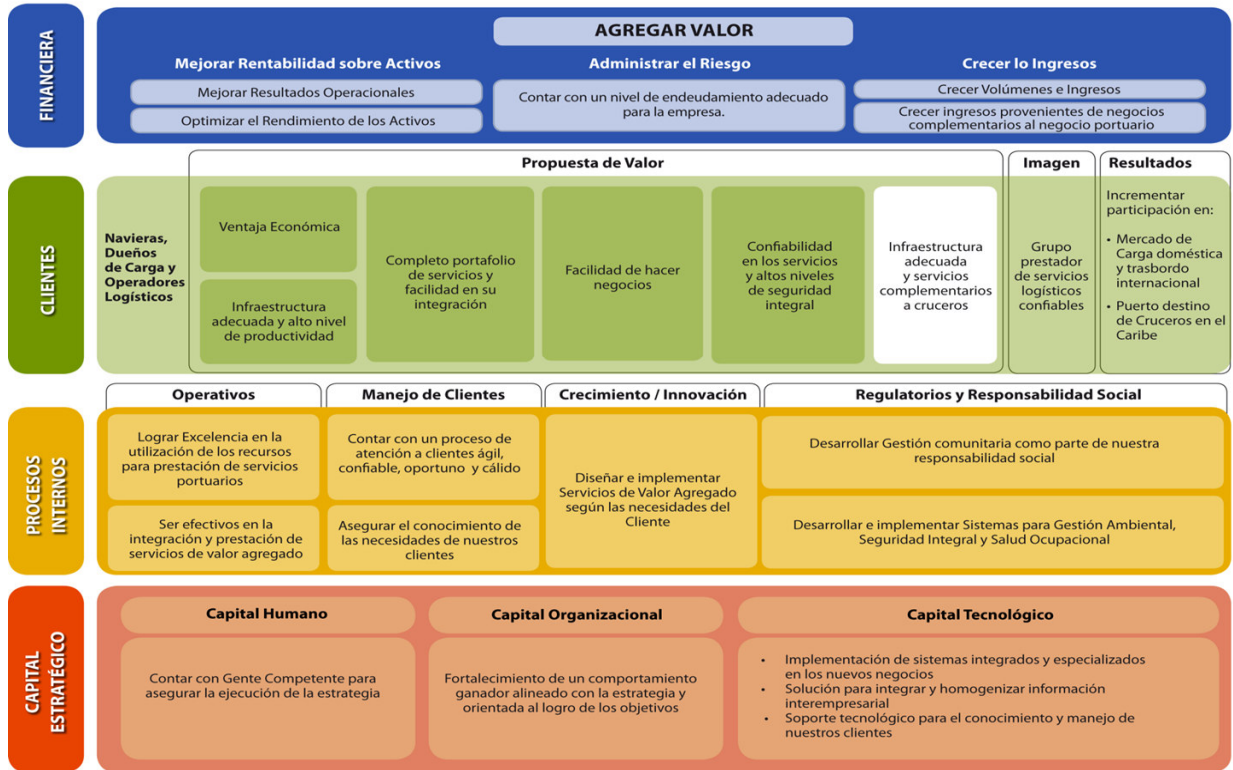 FINANCIERA
AGREGAR VALOR
Mejorar Rentabilidad sobre Activos
Mejorar Resultados Operacionales
Optimizar el Rendimiento de los Activos
Administrar el Riesgo
Contar con un nivel de endeudamiento adecuado
para la empresa.
Crecer lo Ingresos
Crecer Volúmenes e Ingresos
Crecer ingresos provenientes de negocios
complementarios al negocio portuario
CLIENTES
Navieras,
Dueños
de Carga y
Operadores
Logísticos
Propuesta de Valor
Ventaja Económica
Infraestructura
adecuada y alto nivel
de productividad
Completo portafolio
de servicios y
facilidad en su
integración
Facilidad de hacer
negocios
Confiabilidad
en los servicios
y altos niveles
de seguridad
integral
Infraestructura
adecuada
y servicios
complementarios
a cruceros
Imagen
Grupo
prestador
de servicios
logísticos
confiables
Resultados
Incrementar
participación en:
• Mercado de
Carga doméstica
y trasbordo
internacional
• Puerto destino
de Cruceros en el
Caribe
PROCESOS
INTERNOS
Operativos
Lograr Excelencia en la
utilización de los recursos
para prestación de servicios
portuarios
Ser efectivos en la
integración y prestación de
servicios de valor agregado
Manejo de Clientes
Contar con un proceso de
atención a clientes ágil,
confiable, oportuno y cálido
Asegurar el conocimiento de
las necesidades de nuestros
clientes
Crecimiento / Innovación
Diseñar e implementar
Servicios de Valor Agregado
según las necesidades del
Cliente
Regulatorios y Responsabilidad Social
Desarrollar Gestión comunitaria como parte de nuestra
responsabilidad social
Desarrollar e implementar Sistemas para Gestión Ambiental,
Seguridad Integral y Salud Ocupacional
CAPITAL
ESTRATÉGICO
Capital Humano
Contar con Gente Competente para
asegurar la ejecución de la estrategia
Capital Organizacional
Fortalecimiento de un comportamiento
ganador alineado con la estrategia y
orientada al logro de los objetivos
Capital Tecnológico
• Implementación de sistemas integrados y especializados
en los nuevos negocios
• Solución para integrar y homogenizar información
interempresarial
• Soporte tecnológico para el conocimiento y manejo de
nuestros clientes